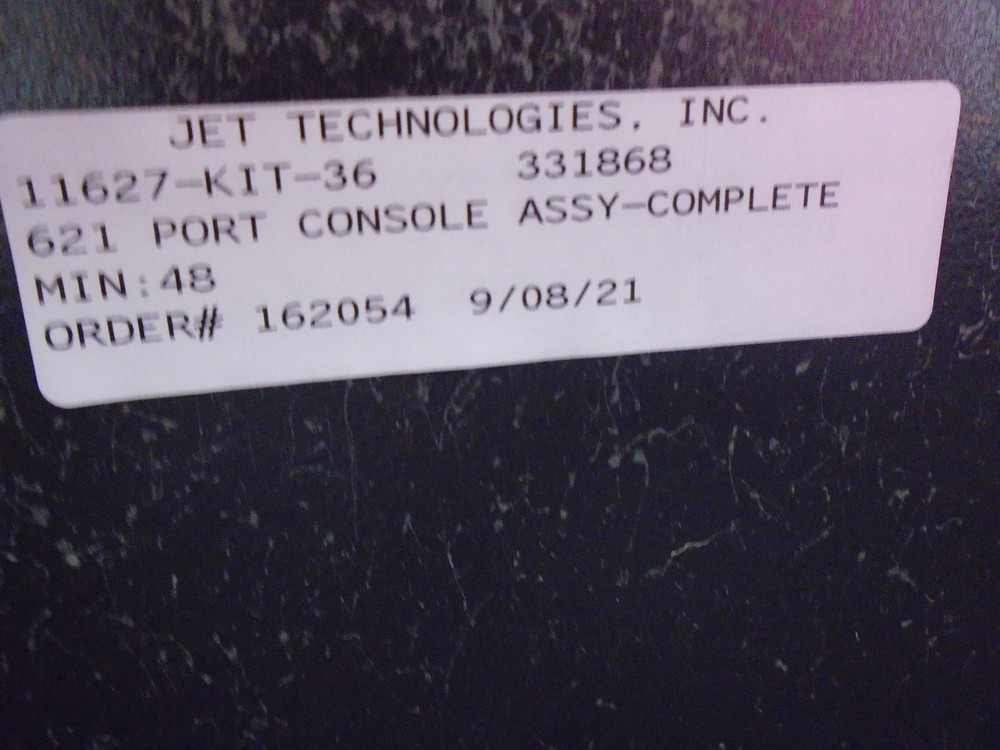 JET TECHNOLOGIES, INC.
11627-KIT-36 331868
621 PORT CONSOLE ASSY-COMPLETE
MIN:48
ORDER# 162054 9/08/21